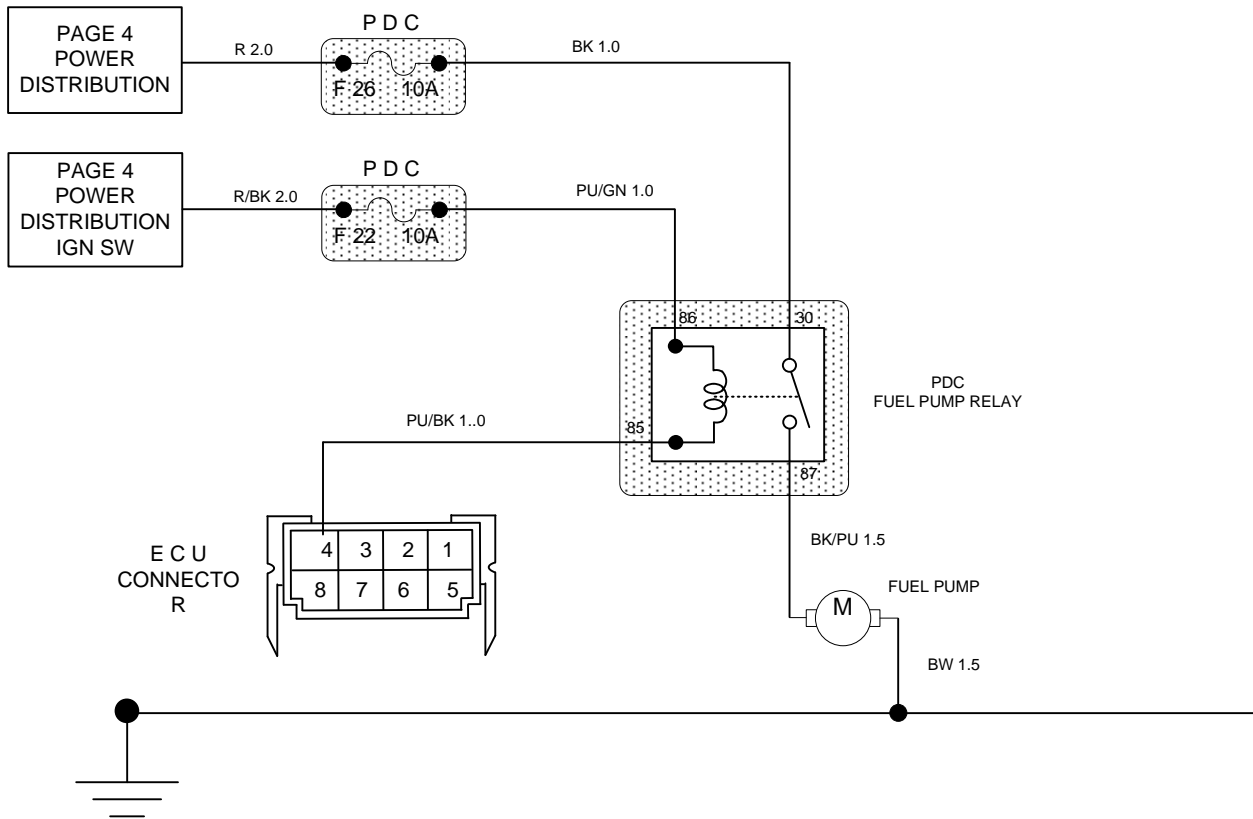 PAGE 4
POWER
DISTRIBUTION
R 2.0
P D C
F 26 10A
BK 1.0
PAGE 4
POWER
DISTRIBUTION
IGN SW
R/BK 2.0
P D C
F 22 10A
PU/GN 1.0
86
30
85
87
PDC
FUEL PUMP RELAY
PU/BK 1..0
E C U
CONNECTO
R
4 3 2 1
8 7 6 5
BK/PU 1.5
FUEL PUMP
M
BW 1.5